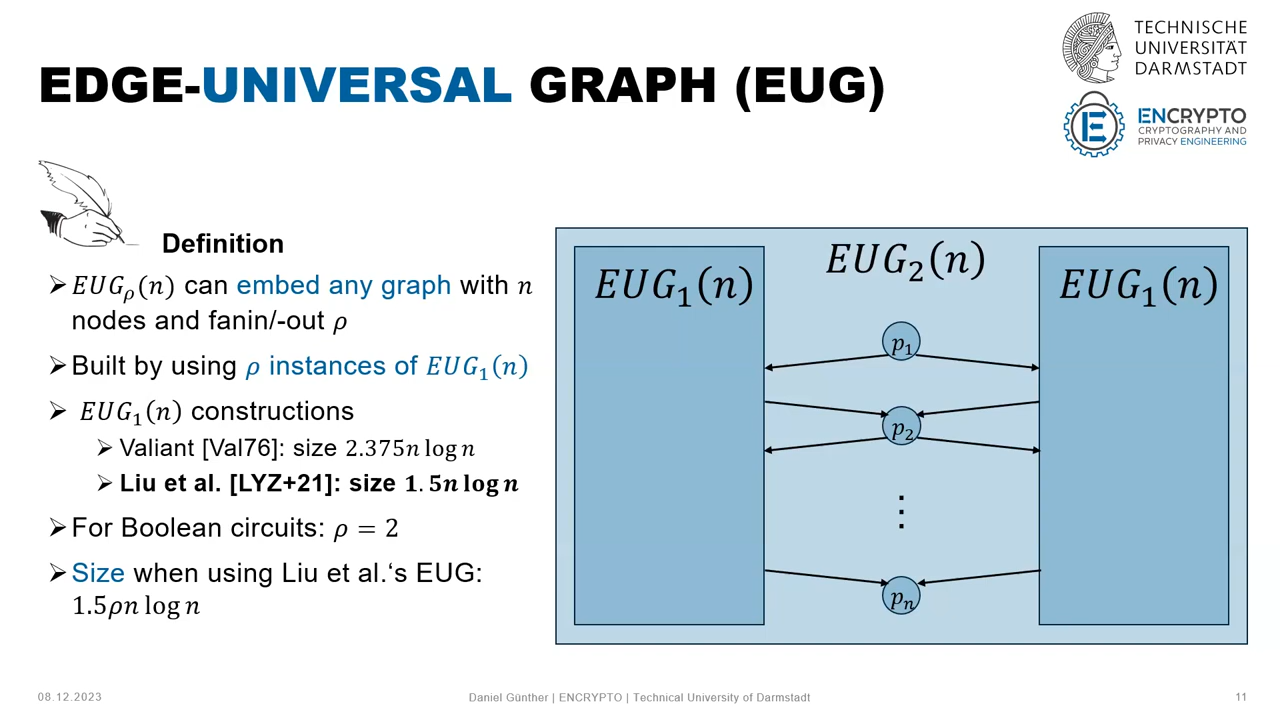 EDGE-UNIVERSAL GRAPH (EUG)
TECHNISCHE
UNIVERSITÄT
DARMSTADT
ENCRYPTO
CRYPTOGRAPHY AND
PRIVACY ENGINEERING
Definition
➢ EUGρ(n) can embed any graph with n
nodes and fanin/-out ρ
➢ Built by using ρ instances of EUG₁(n)
➢ EUG₁(n) constructions
➢ Valiant [Val76]: size 2.375n log n
➢ Liu et al. [LYZ+21]: size 1.5n log n
➢ For Boolean circuits: ρ = 2
➢ Size when using Liu et al.‘s EUG:
1.5ρn log n
EUG₁(n)
EUG₂(n)
EUG₁(n)
p₁
p₂
⋮
pₙ
08.12.2023
Daniel Günther | ENCRYPTO | Technical University of Darmstadt
11